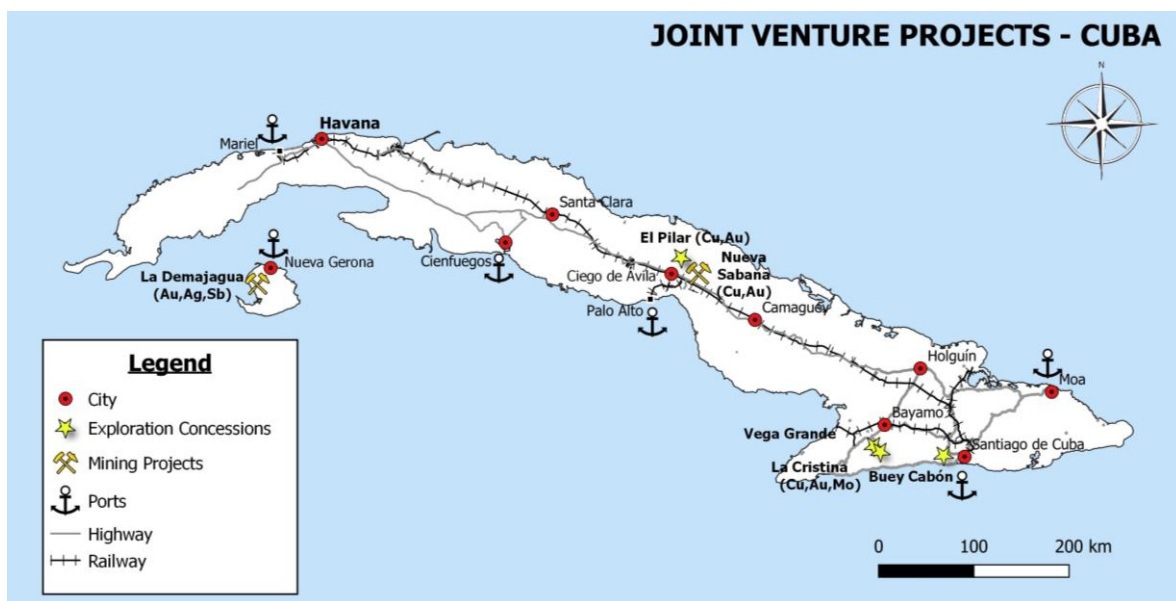 JOINT VENTURE PROJECTS - CUBA
N
Havana
Mariel
Santa Clara
El Pilar (Cu,Au)
Nueva
Sabana
(Cu,Au)
Cienfuegos
Ciego de Ávila
Nueva Gerona
La Demajagua
(Au,Ag,Sb)
Palo Alto
Camaguey
Holguín
Moa
Bayamo
Vega Grande
Santiago de Cuba
La Cristina
(Cu,Au,Mo)
Buey Cabón
Legend
City
Exploration Concessions
Mining Projects
Ports
Highway
Railway
0 100 200 km